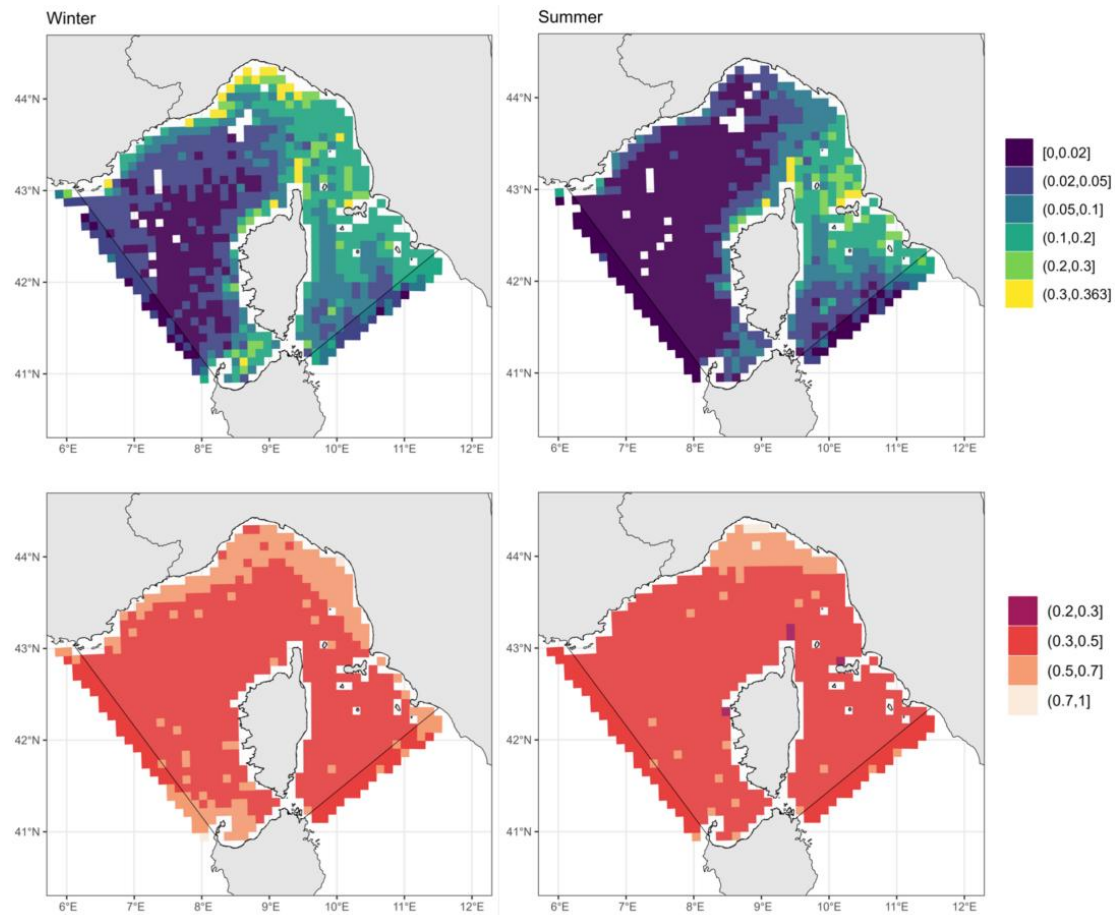 Winter
Summer
44°N
43°N
42°N
41°N
6°E 7°E 8°E 9°E 10°E 11°E 12°E
44°N
43°N
42°N
41°N
6°E 7°E 8°E 9°E 10°E 11°E 12°E
[0,0.02]
(0.02,0.05]
(0.05,0.1]
(0.1,0.2]
(0.2,0.3]
(0.3,0.363]
44°N
43°N
42°N
41°N
6°E 7°E 8°E 9°E 10°E 11°E 12°E
44°N
43°N
42°N
41°N
6°E 7°E 8°E 9°E 10°E 11°E 12°E
(0.2,0.3]
(0.3,0.5]
(0.5,0.7]
(0.7,1]